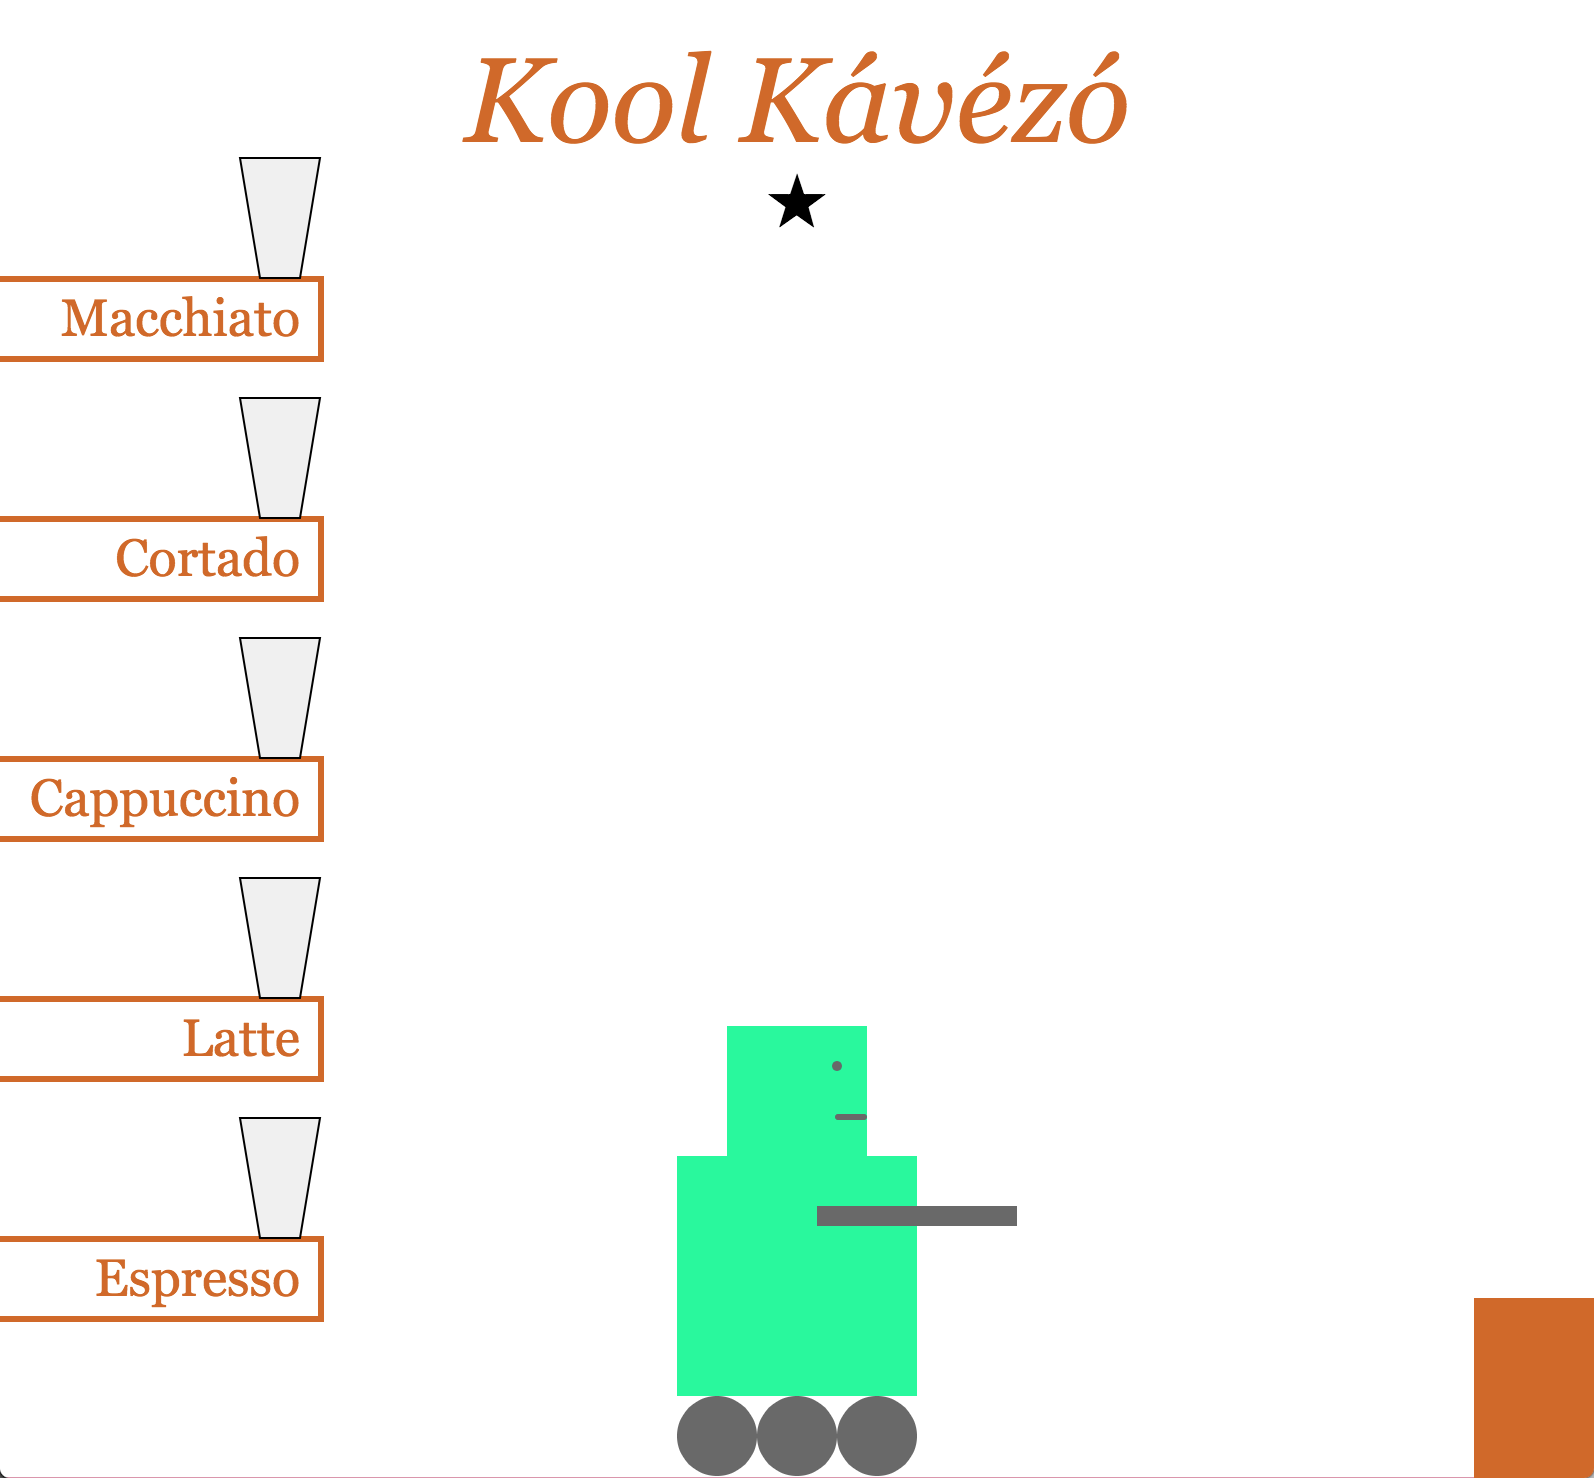 Kool Kávézó
Macchiato
Cortado
Cappuccino
Latte
Espresso